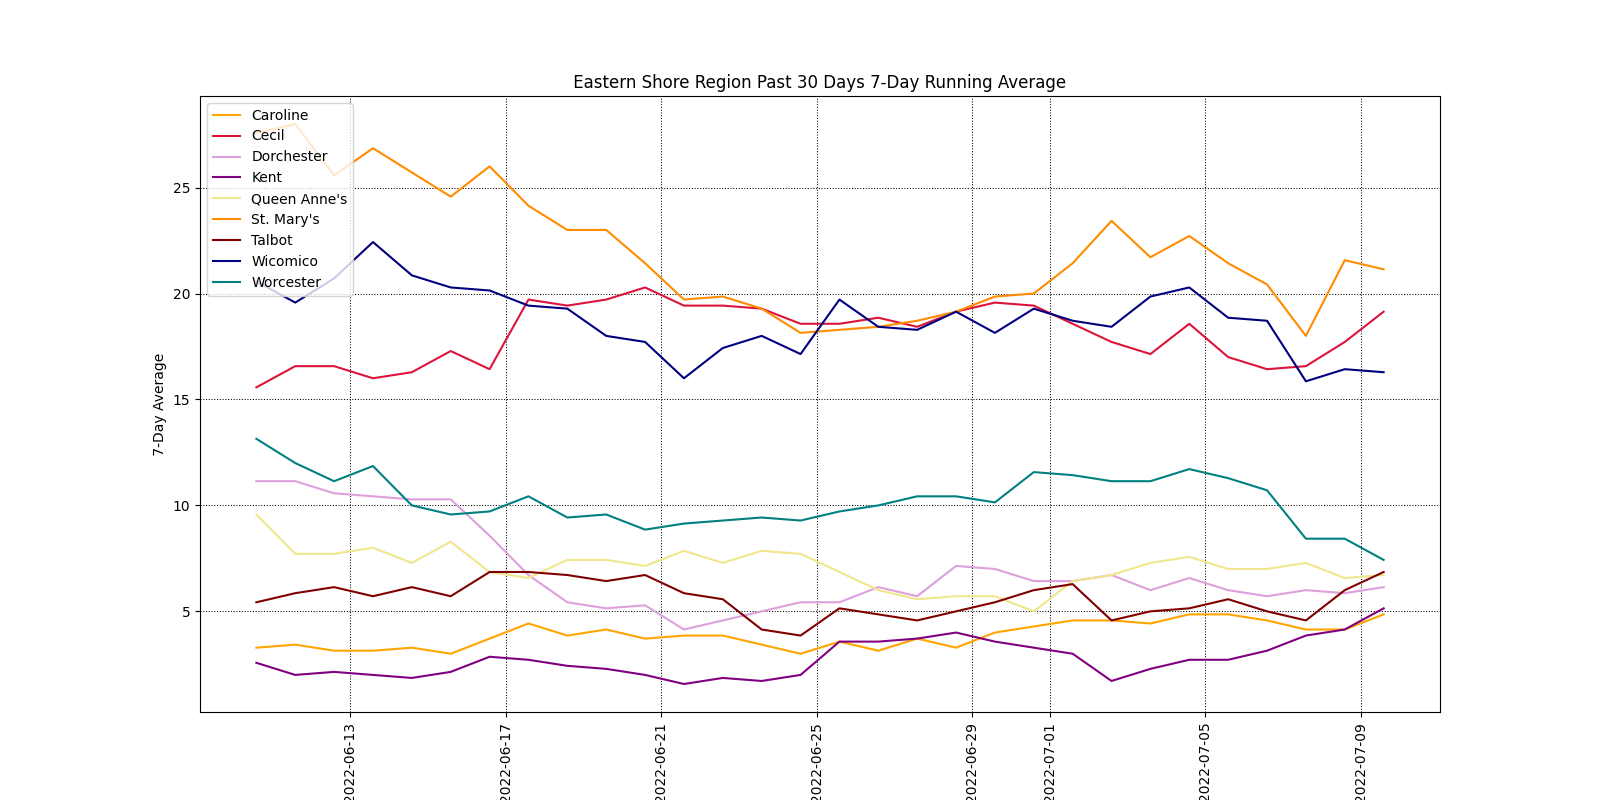 Eastern Shore Region Past 30 Days 7-Day Running Average
Caroline
Cecil
Dorchester
Kent
Queen Anne's
St. Mary's
Talbot
Wicomico
Worcester
7-Day Average
25
20
15
10
5
2022-06-13
2022-06-17
2022-06-21
2022-06-25
2022-06-29
2022-07-01
2022-07-05
2022-07-09